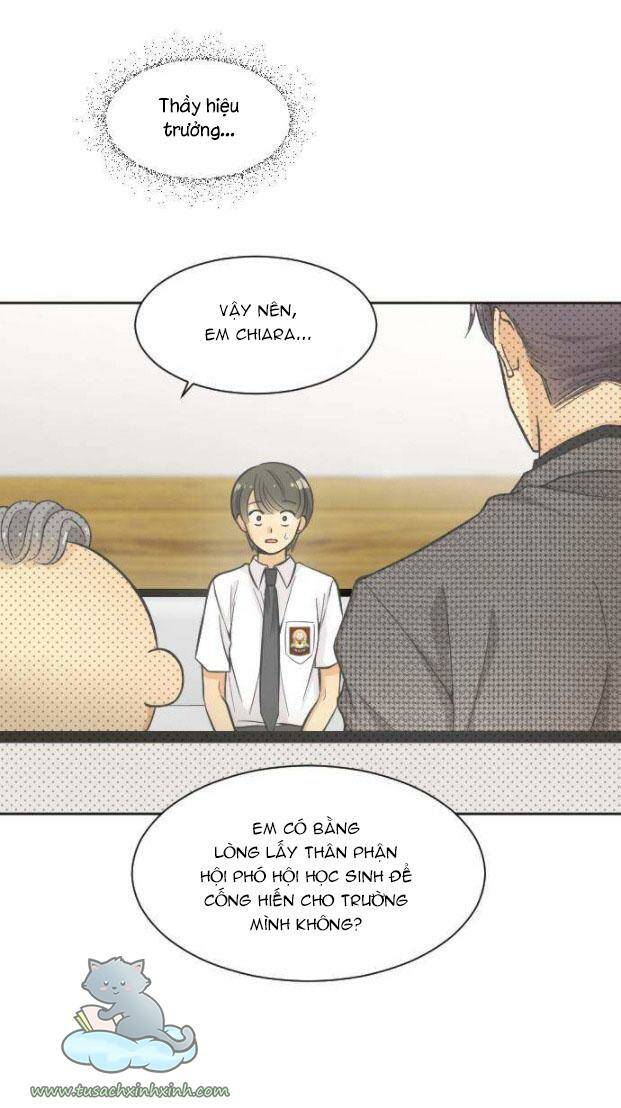 Thầy hiệu
trưởng...
VẬY NÊN,
EM CHIARA...
EM CÓ BẰNG
LÒNG LẤY THÂN PHẬN
HỘI PHÓ HỘI HỌC SINH ĐỂ
CỐNG HIẾN CHO TRƯỜNG
MÌNH KHÔNG?
www.tusachxinhxinh.com